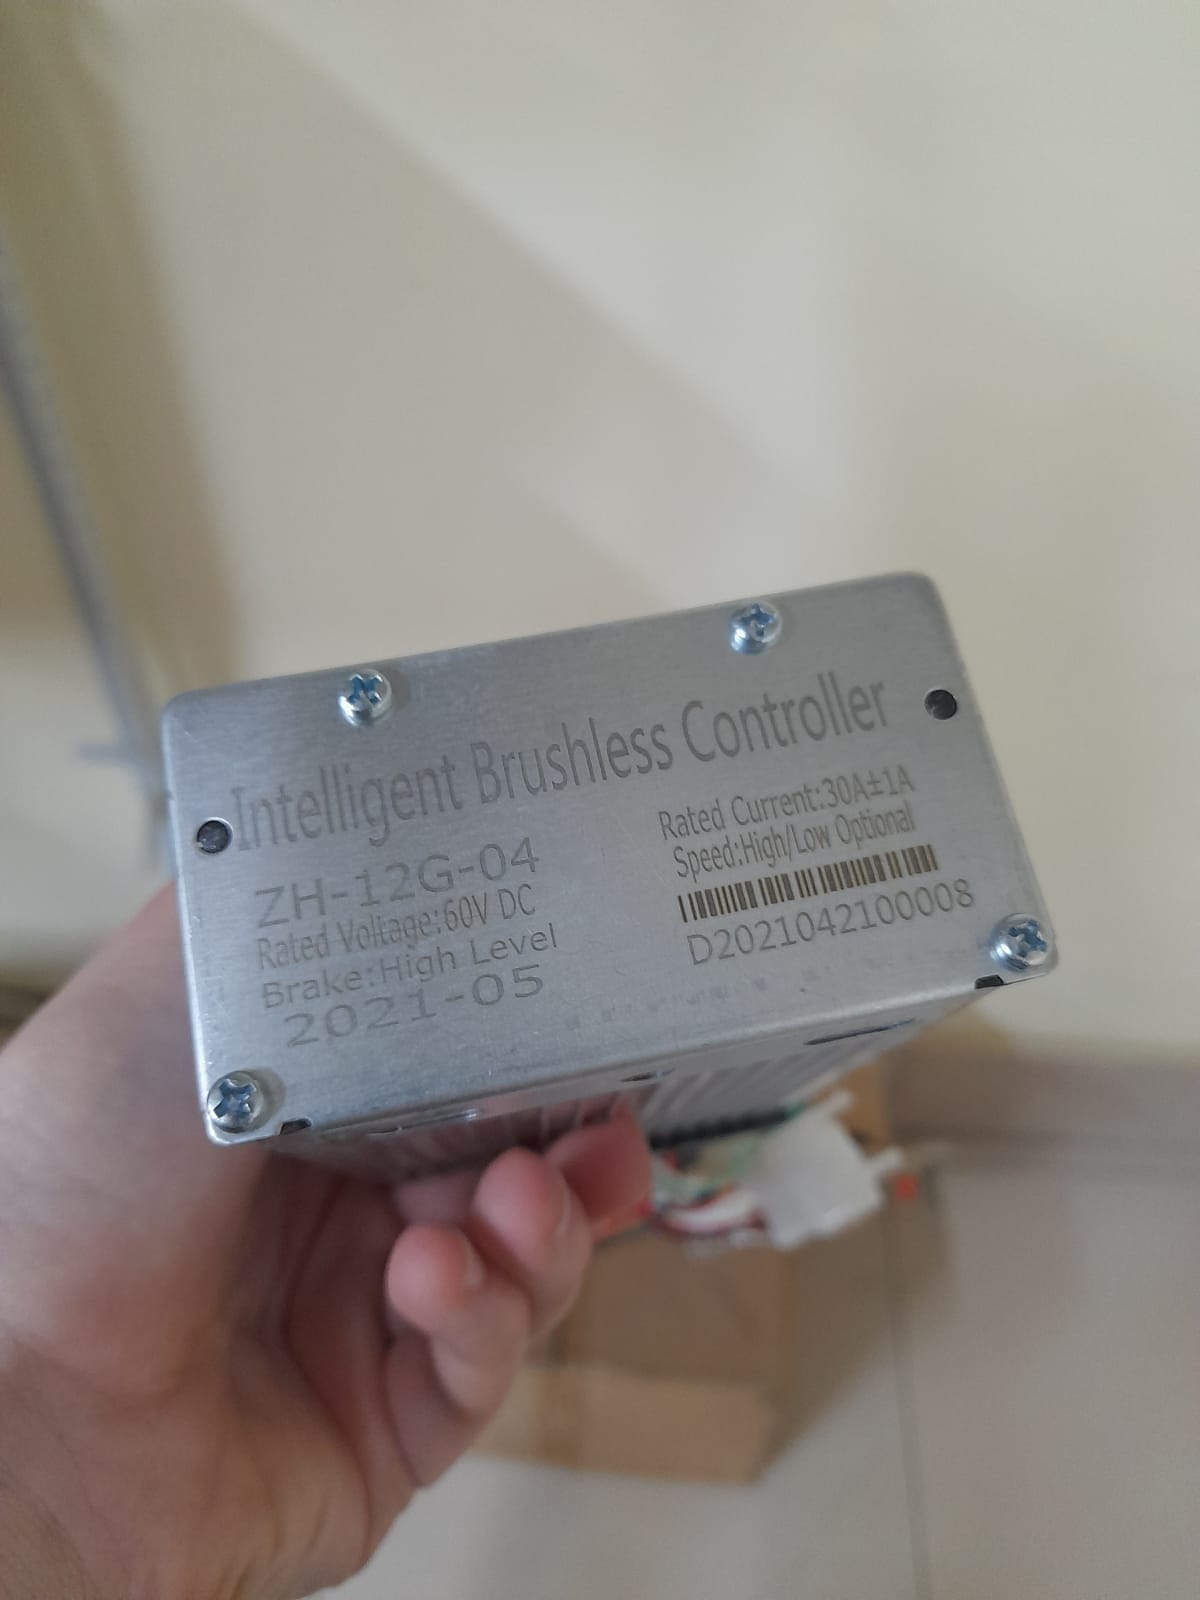 Intelligent Brushless Controller
ZH-12G-04
Rated Voltage:60V DC
Brake:High Level
2021-05
Rated Current:30A±1A
Speed:High/Low Optional
D2021042100008